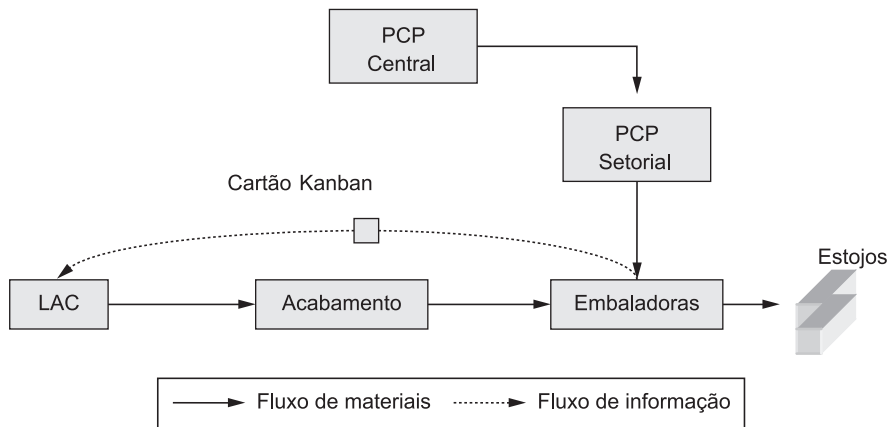 PCP
Central
PCP
Setorial
Cartão Kanban
Estojos
LAC
Acabamento
Embaladoras
Fluxo de materiais
Fluxo de informação